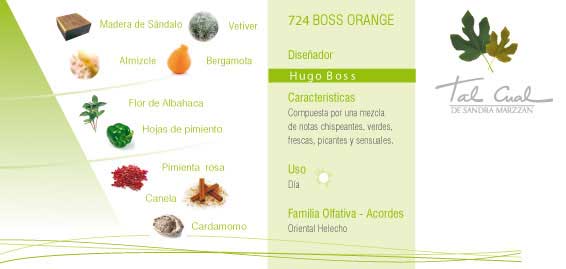 Madera de Sándalo
Vetiver
Almizcle
Bergamota
Flor de Albahaca
Hojas de pimiento
Pimienta rosa
Canela
Cardamomo
724 BOSS ORANGE
Diseñador
Hugo Boss
Características
Compuesta por una mezcla
de notas chispeantes, verdes,
frescas, picantes y sensuales.
Uso
Día
Familia Olfativa - Acordes
Oriental Helecho
Tal Cual
DE SANDRA MARZZAN